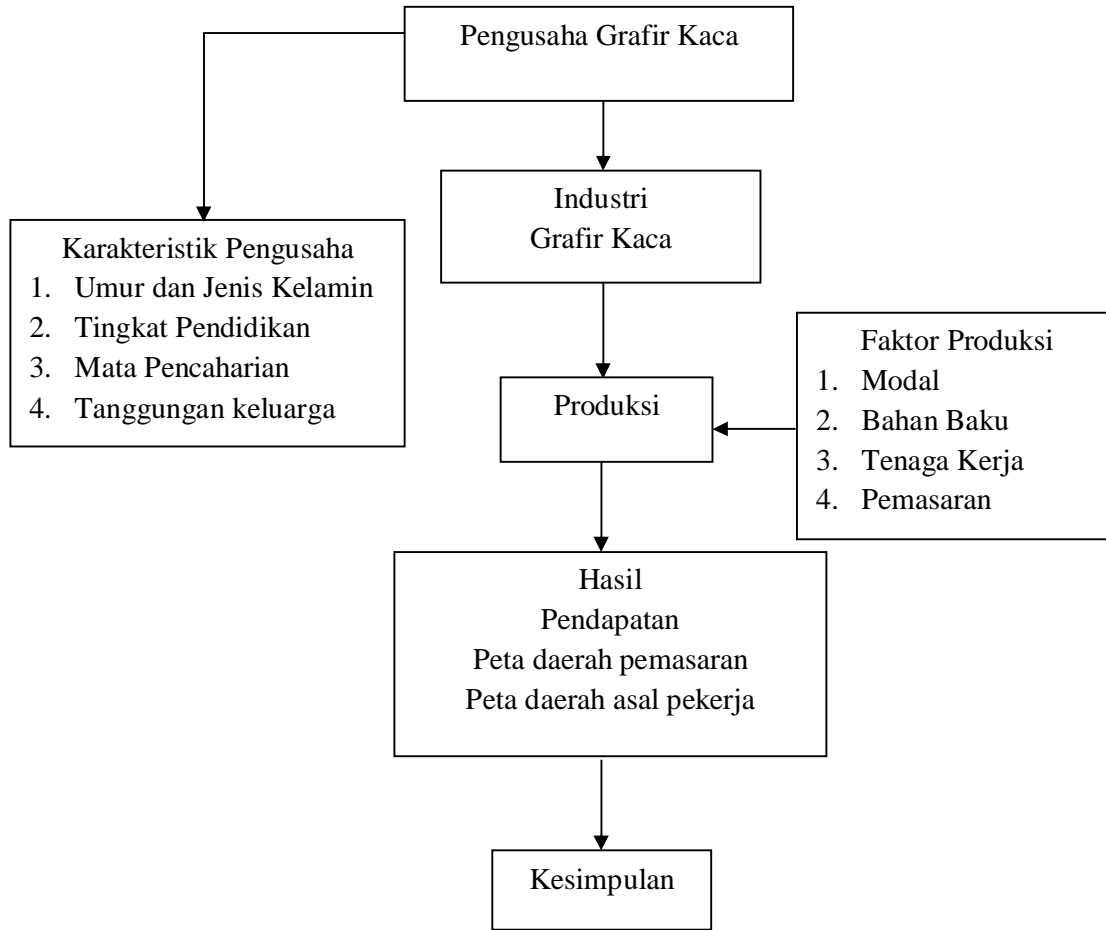 Pengusaha Grafir Kaca
Industri
Grafir Kaca
Karakteristik Pengusaha
1. Umur dan Jenis Kelamin
2. Tingkat Pendidikan
3. Mata Pencaharian
4. Tanggungan keluarga
Produksi
Faktor Produksi
1. Modal
2. Bahan Baku
3. Tenaga Kerja
4. Pemasaran
Hasil
Pendapatan
Peta daerah pemasaran
Peta daerah asal pekerja
Kesimpulan